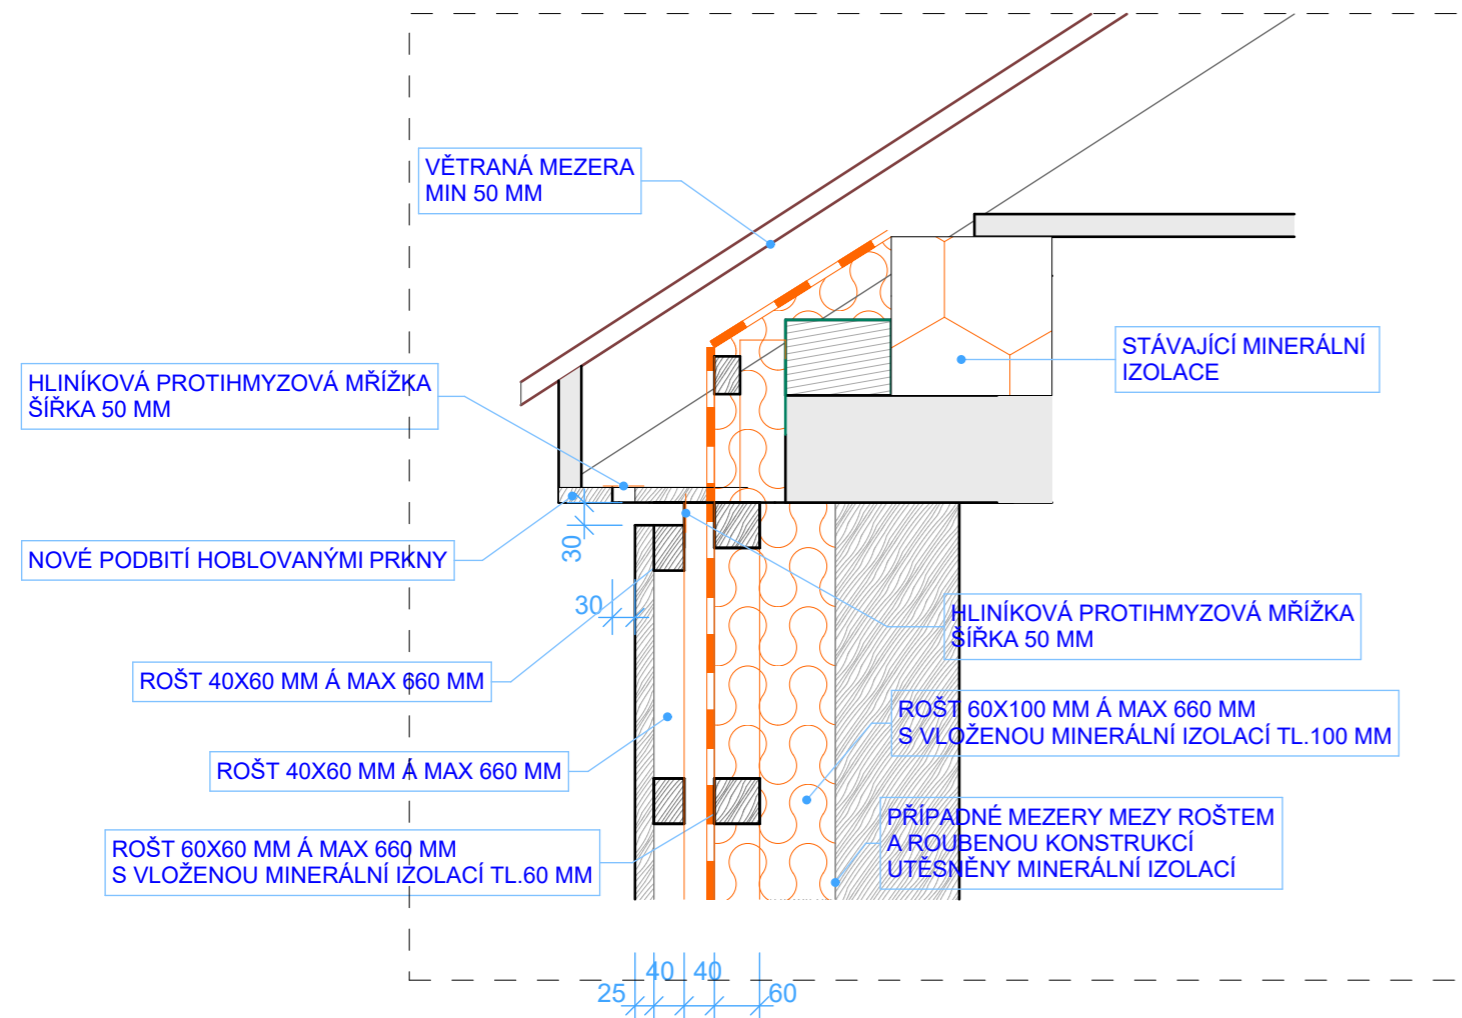 VĚTRANÁ MEZERA
MIN 50 MM
STÁVAJÍCÍ MINERÁLNÍ
IZOLACE
HLINÍKOVÁ PROTIHMYZOVÁ MŘÍŽKA
ŠÍŘKA 50 MM
NOVÉ PODBITÍ HOBLOVANÝMI PRKNY
30
30
HLINÍKOVÁ PROTIHMYZOVÁ MŘÍŽKA
ŠÍŘKA 50 MM
ROŠT 40X60 MM Á MAX 660 MM
ROŠT 60X100 MM Á MAX 660 MM
S VLOŽENOU MINERÁLNÍ IZOLACÍ TL.100 MM
ROŠT 40X60 MM Á MAX 660 MM
PŘÍPADNÉ MEZERY MEZY ROŠTEM
A ROUBENOU KONSTRUKCÍ
UTĚSNĚNY MINERÁLNÍ IZOLACÍ
ROŠT 60X60 MM Á MAX 660 MM
S VLOŽENOU MINERÁLNÍ IZOLACÍ TL.60 MM
25 40 40 60